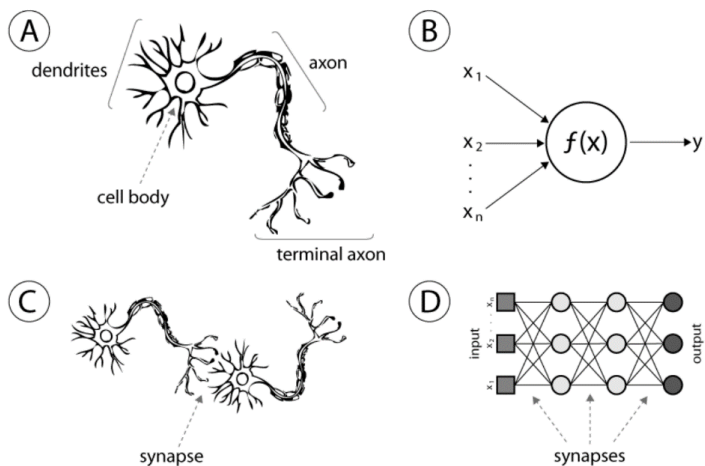 A
dendrites
axon
cell body
terminal axon
B
x1
x2
xn
f(x)
y
C
synapse
D
input
xn
x2
x1
output
synapses